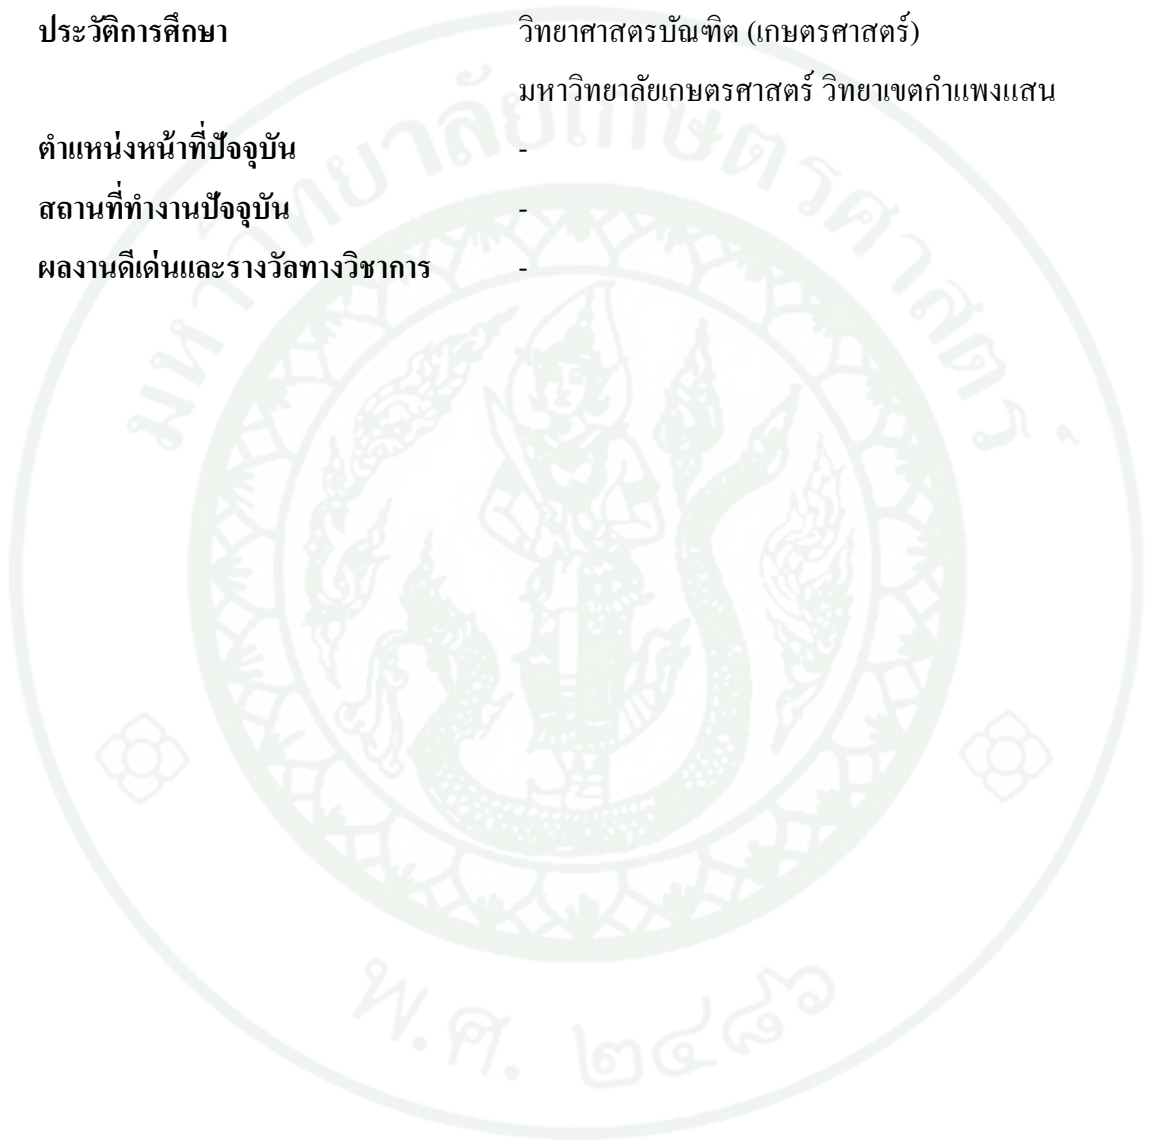 ประวัติการศึกษา วิทยาศาสตรบัณฑิต (เกษตรศาสตร์)
มหาวิทยาลัยเกษตรศาสตร์ วิทยาเขตกำแพงแสน
ตำแหน่งหน้าที่ปัจจุบัน -
สถานที่ทำงานปัจจุบัน -
ผลงานดีเด่นและรางวัลทางวิชาการ -
มหาวิทยาลัยเกษตรศาสตร์
พ.ศ. ๒๔๘๖